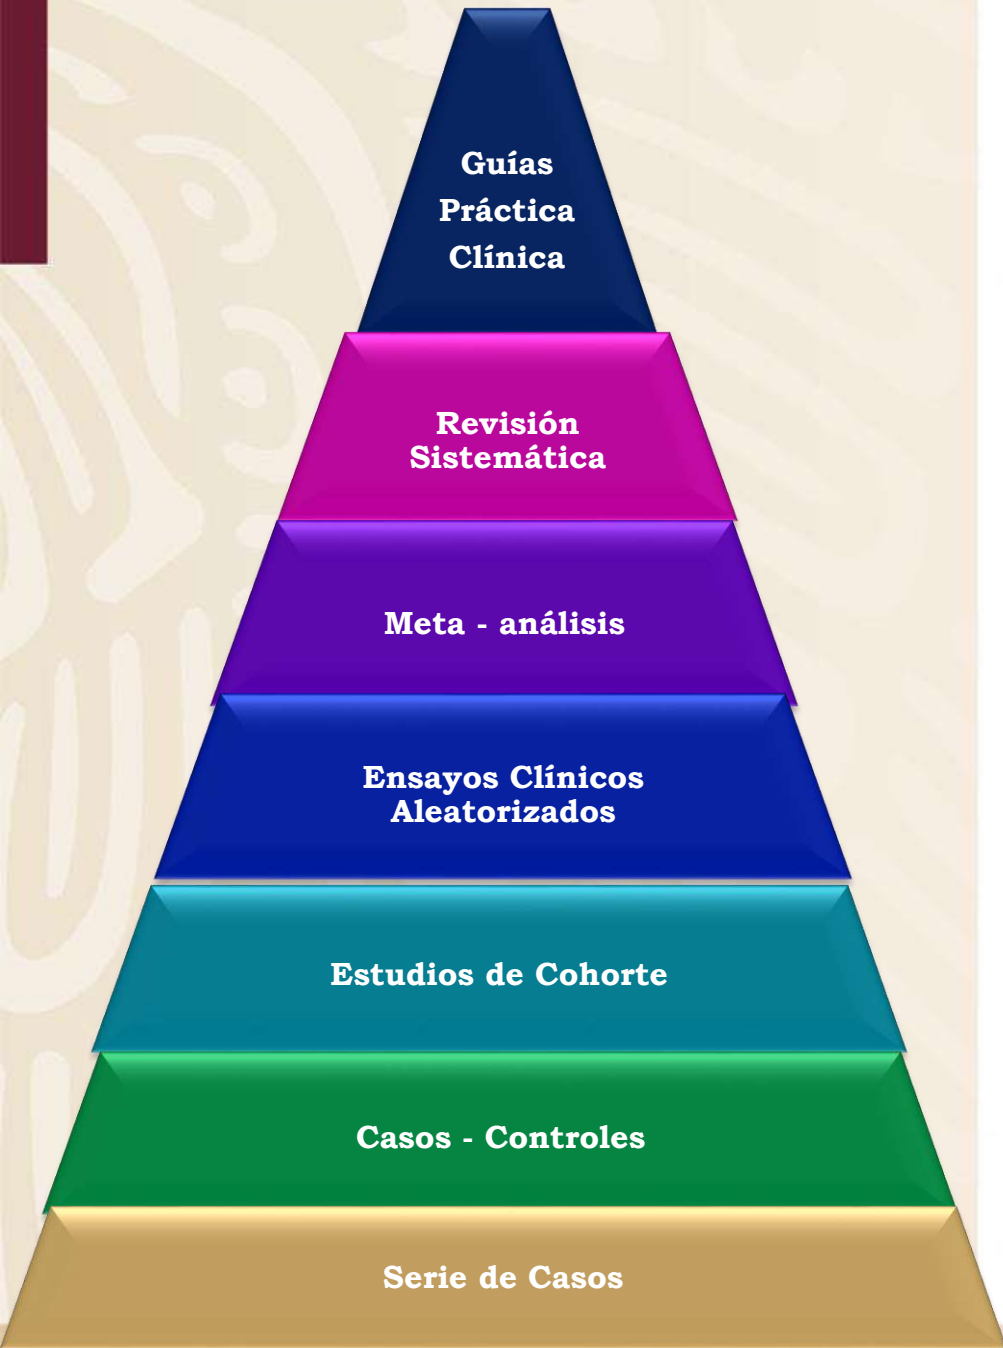 Guías
Práctica
Clínica
Revisión
Sistemática
Meta - análisis
Ensayos Clínicos
Aleatorizados
Estudios de Cohorte
Casos - Controles
Serie de Casos